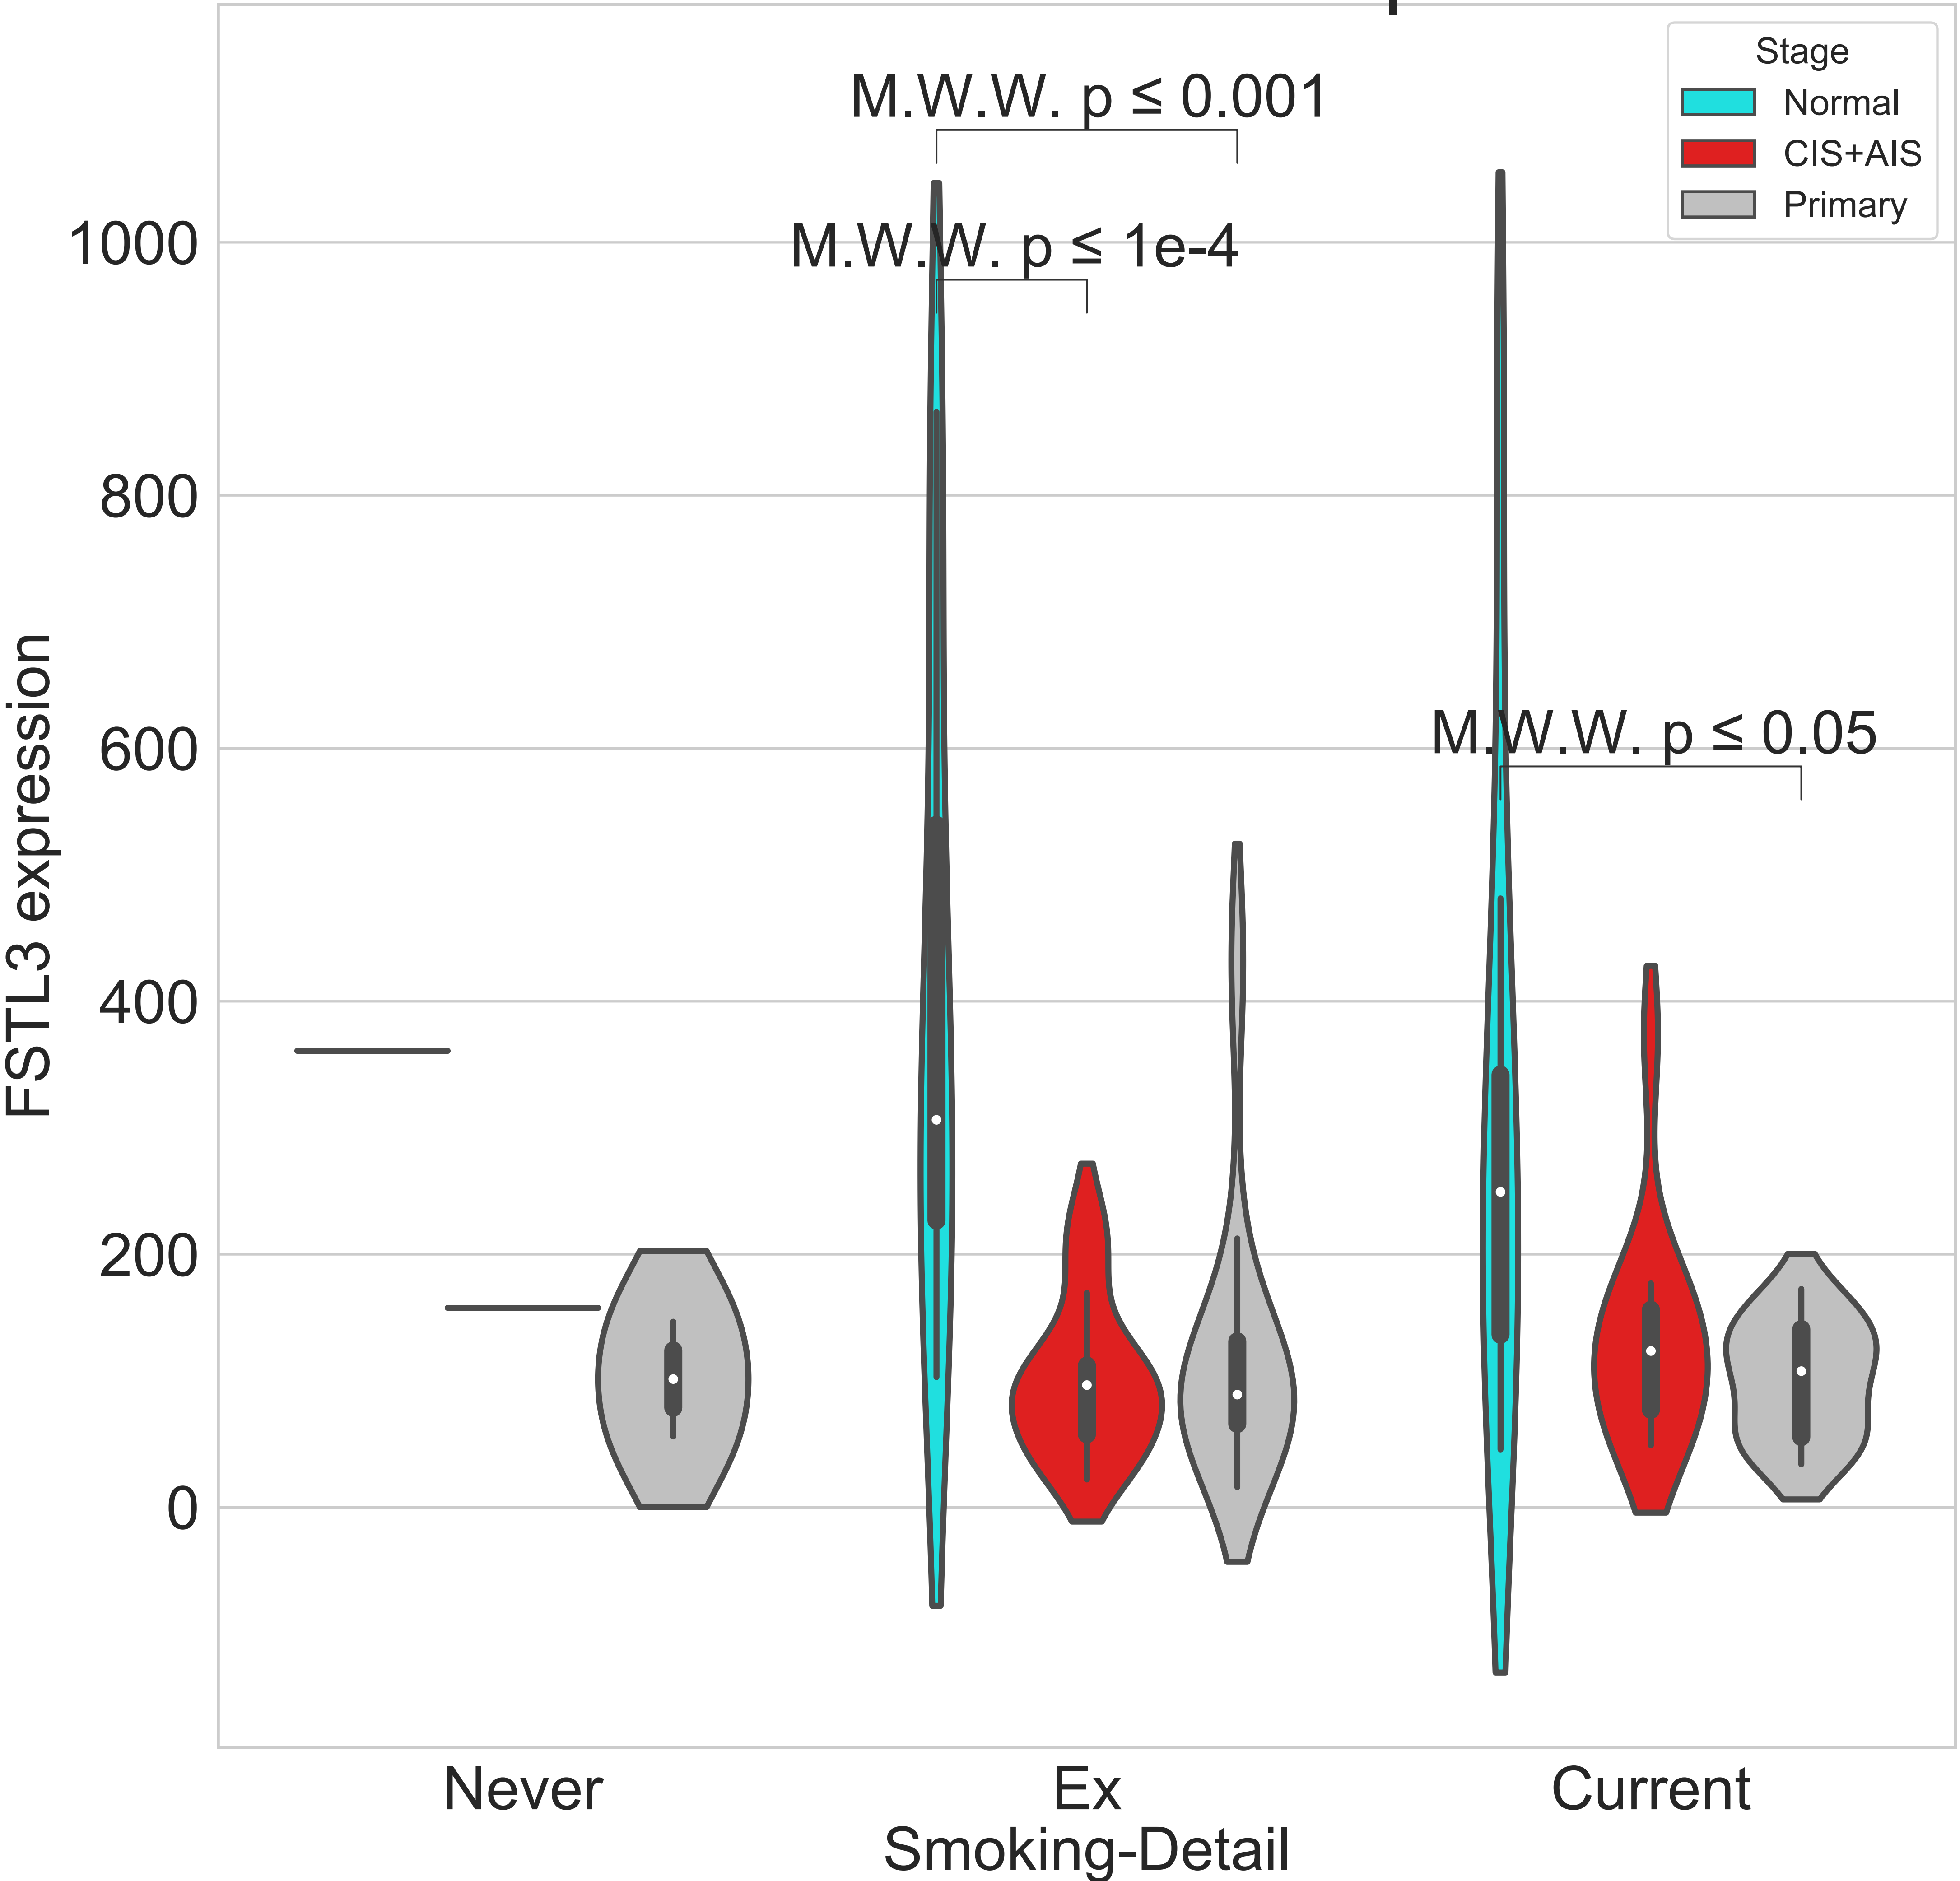 Stage
Normal
CIS+AIS
Primary
M.W.W. p ≤ 0.001
M.W.W. p ≤ 1e-4
M.W.W. p ≤ 0.05
FSTL3 expression
1000
800
600
400
200
0
Never
Ex
Current
Smoking-Detail